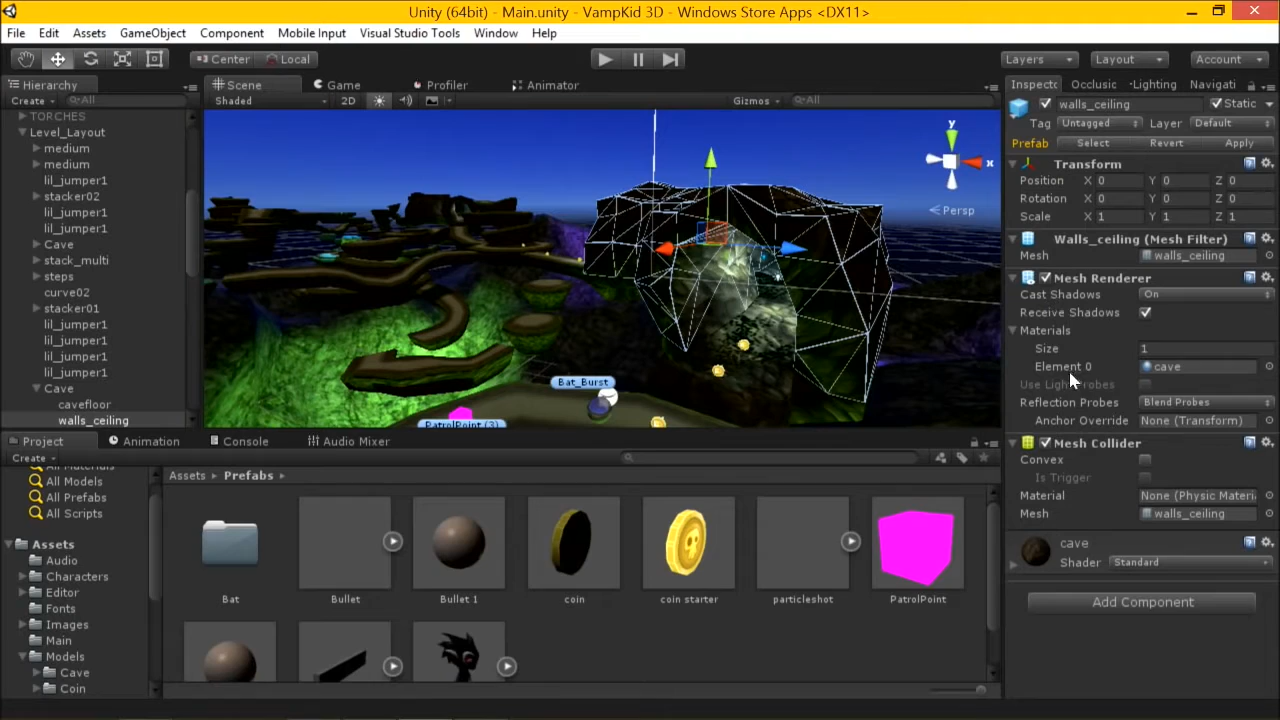 Unity (64bit) - Main.unity - VampKid 3D - Windows Store Apps <DX11>
File Edit Assets GameObject Component Mobile Input Visual Studio Tools Window Help
Center Local Layers Layout Account
Hierarchy
Create All
TORCHES
Level_Layout
medium
medium
lil_jumper1
stacker02
lil_jumper1
lil_jumper1
Cave
stack_multi
steps
curve02
stacker01
lil_jumper1
lil_jumper1
lil_jumper1
lil_jumper1
Cave
cavefloor
walls_ceiling
Scene Game Profiler Animator
Shaded 2D Gizmos All
y
x
Persp
Bat_Burst
PatrolPoint (3)
Inspecto Occlusic Lighting Navigati
walls_ceiling Static
Tag Untagged Layer Default
Prefab Select Revert Apply
Transform
Position X 0 Y 0 Z 0
Rotation X 0 Y 0 Z 0
Scale X 1 Y 1 Z 1
Walls_ceiling (Mesh Filter)
Mesh walls_ceiling
Mesh Renderer
Cast Shadows On
Receive Shadows
Materials
Size 1
Element 0 cave
Use Light Probes
Reflection Probes Blend Probes
Anchor Override None (Transform)
Mesh Collider
Convex
Is Trigger
Material None (Physic Materi
Mesh walls_ceiling
cave
Shader Standard
Add Component
Project Animation Console Audio Mixer
Create
All Materials
All Models
All Prefabs
All Scripts
Assets
Audio
Characters
Editor
Fonts
Images
Main
Models
Cave
Coin
Assets Prefabs
Bat Bullet Bullet 1 coin coin starter particleshot PatrolPoint